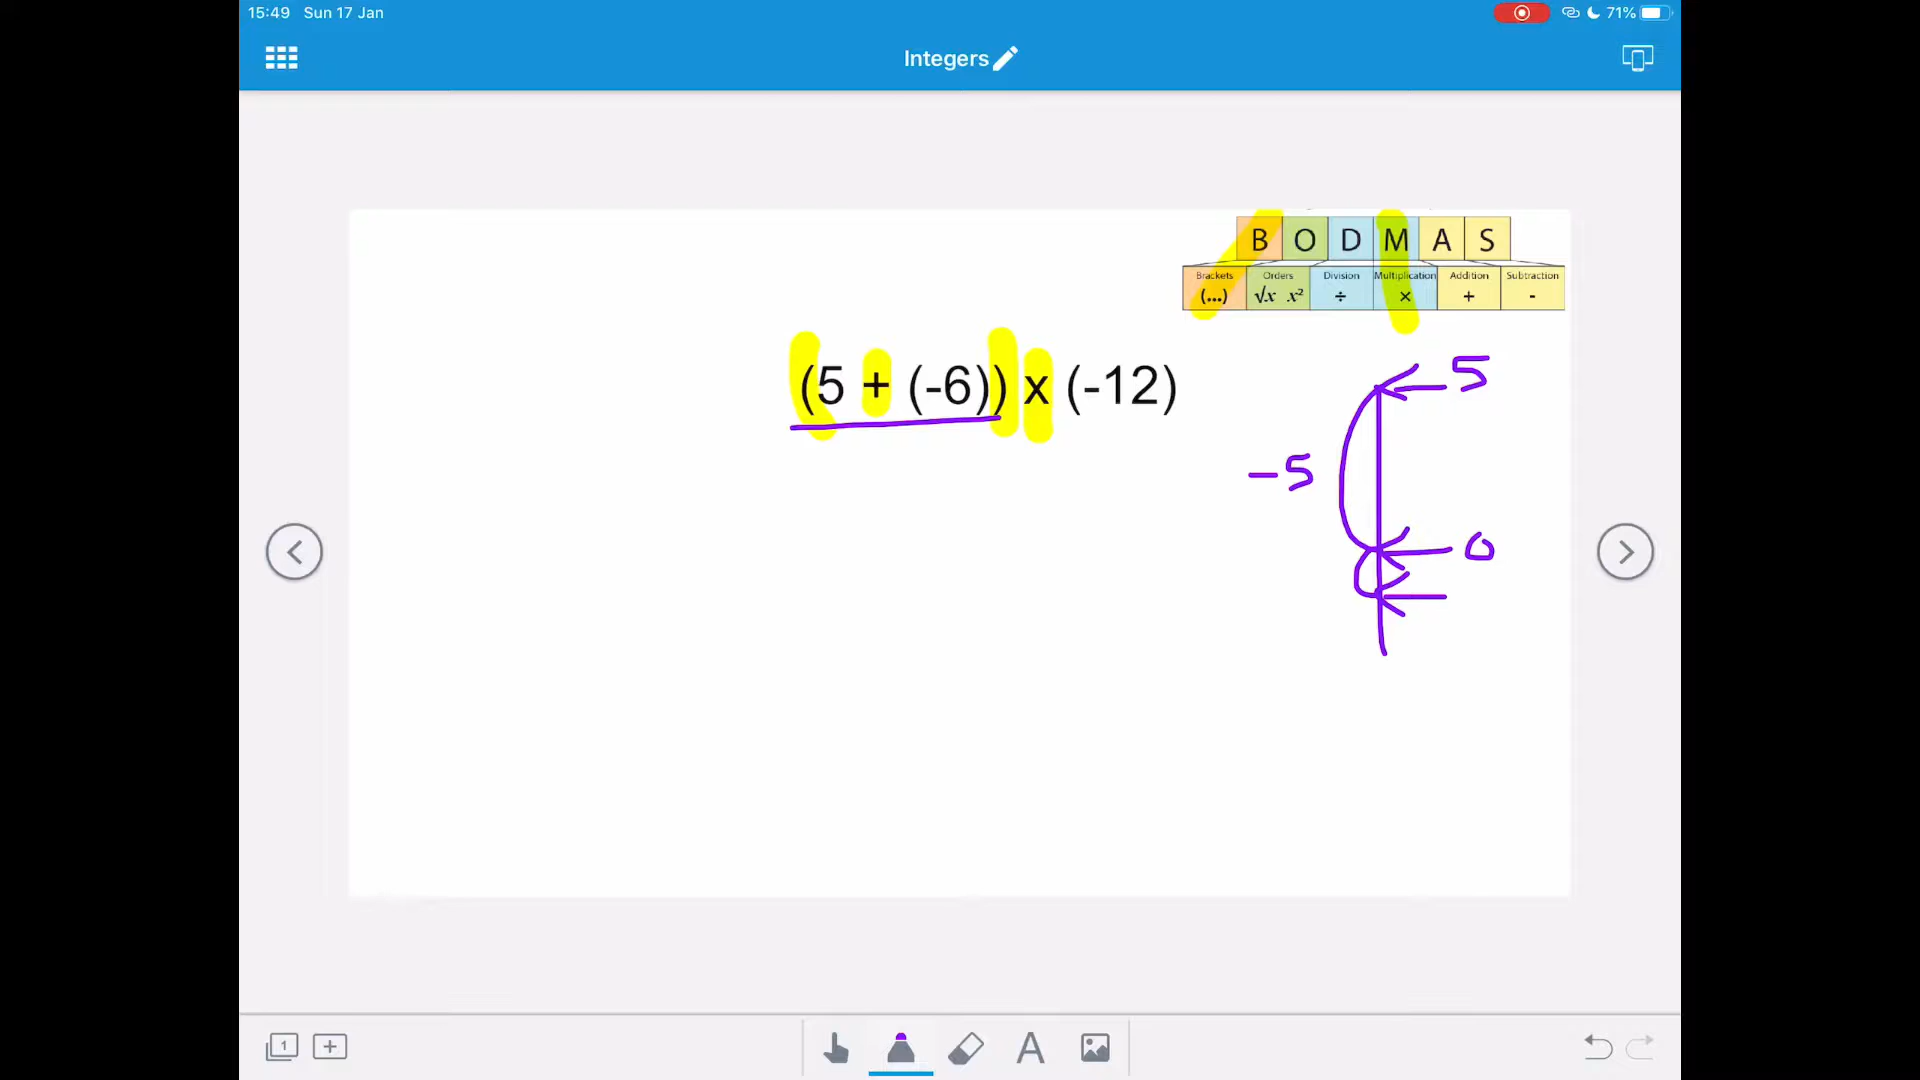 15:49 Sun 17 Jan
71%
Integers
B O D M A S
Brackets Orders Division Multiplication Addition Subtraction
(...) √x x² ÷ × + -
(5 + (-6)) x (-12)
5
-5
0
1
A